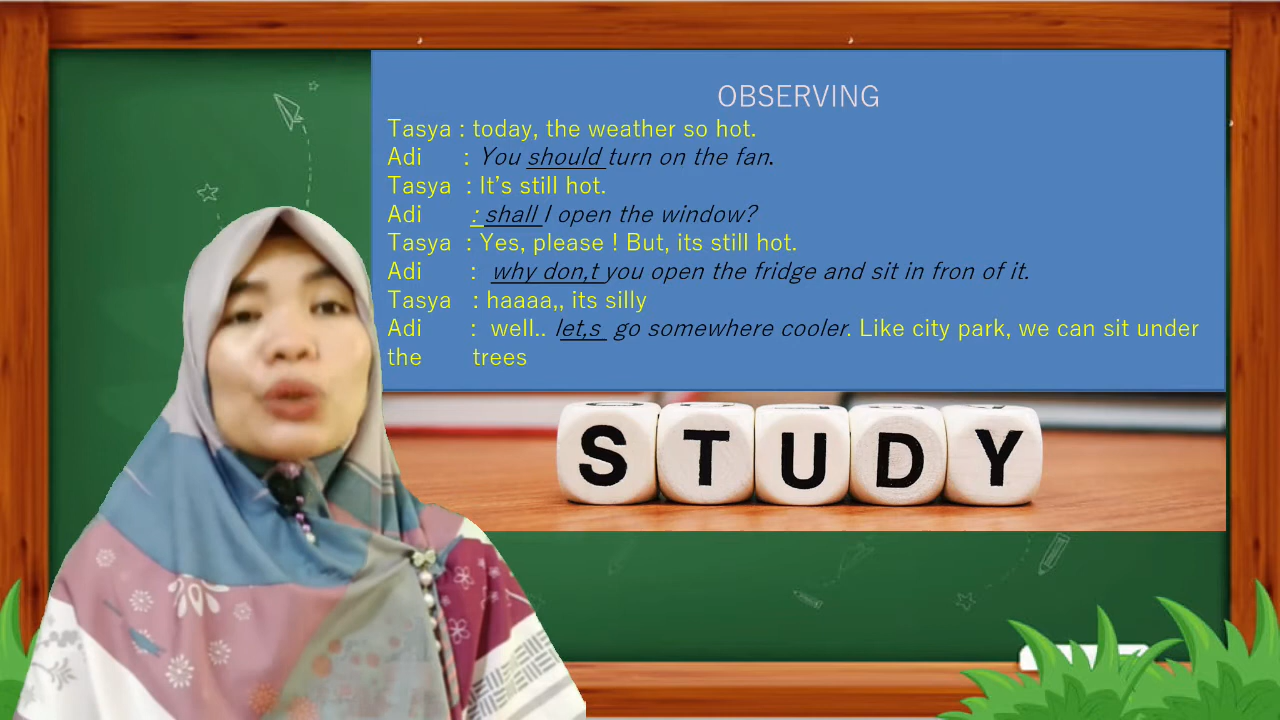 OBSERVING
Tasya : today, the weather so hot.
Adi : You should turn on the fan.
Tasya : It's still hot.
Adi : shall I open the window?
Tasya : Yes, please ! But, its still hot.
Adi : why don,t you open the fridge and sit in fron of it.
Tasya : haaaa,, its silly
Adi : well.. let,s go somewhere cooler. Like city park, we can sit under
the trees
STUDY